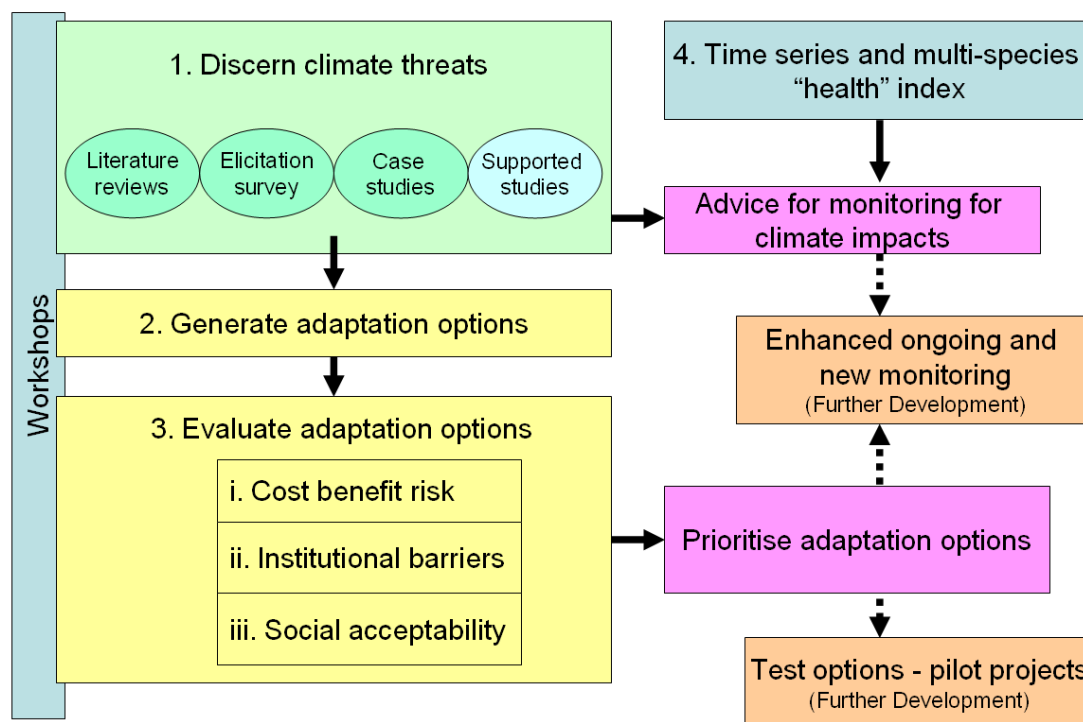 Workshops
1. Discern climate threats
Literature
reviews
Elicitation
survey
Case
studies
Supported
studies
2. Generate adaptation options
3. Evaluate adaptation options
i. Cost benefit risk
ii. Institutional barriers
iii. Social acceptability
4. Time series and multi-species
“health” index
Advice for monitoring for
climate impacts
Enhanced ongoing and
new monitoring
(Further Development)
Prioritise adaptation options
Test options - pilot projects
(Further Development)